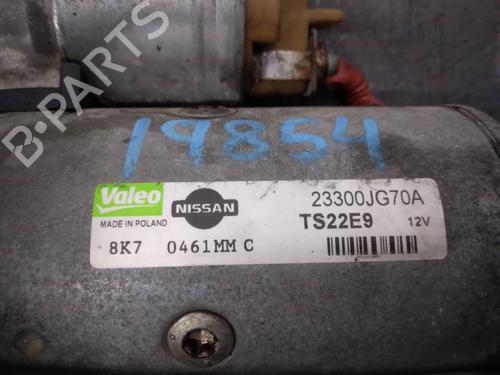 B-PARTS
19854
Valeo
NISSAN
23300JG70A
MADE IN POLAND
TS22E9 12V
8K7 0461MM C